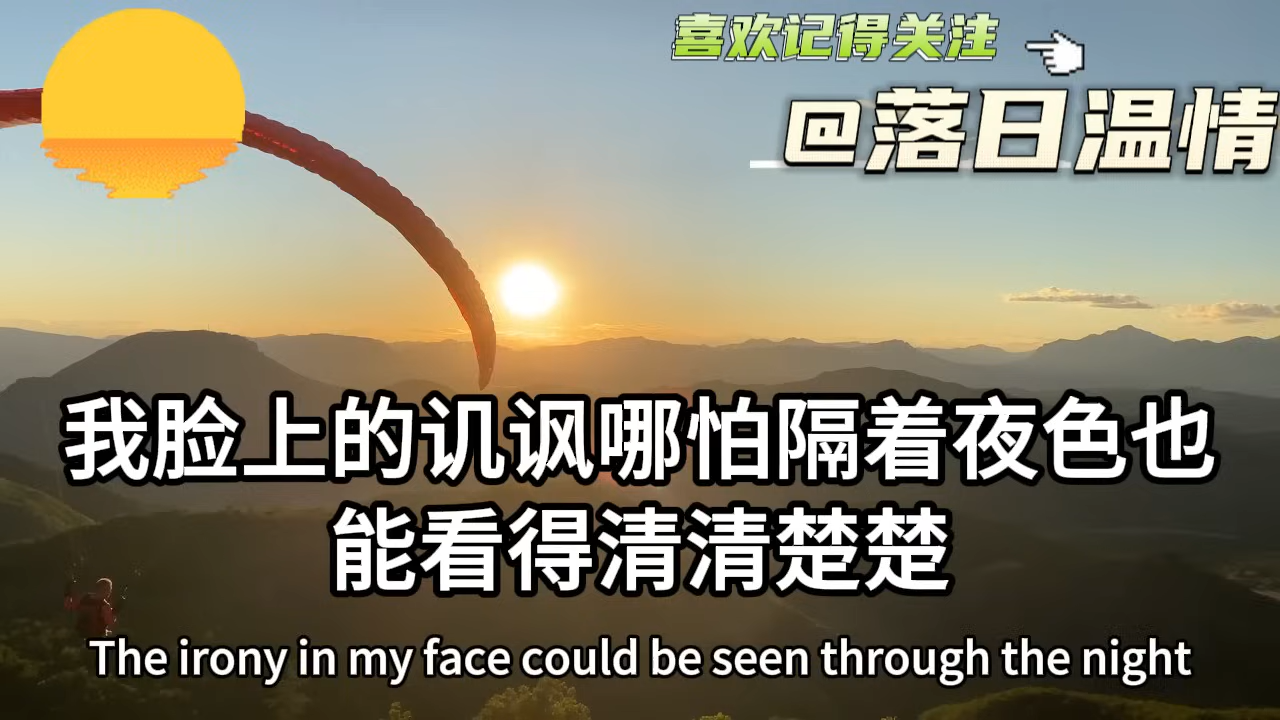 喜欢记得关注
@落日温情
我脸上的讥讽哪怕隔着夜色也
能看得清清楚楚
The irony in my face could be seen through the night